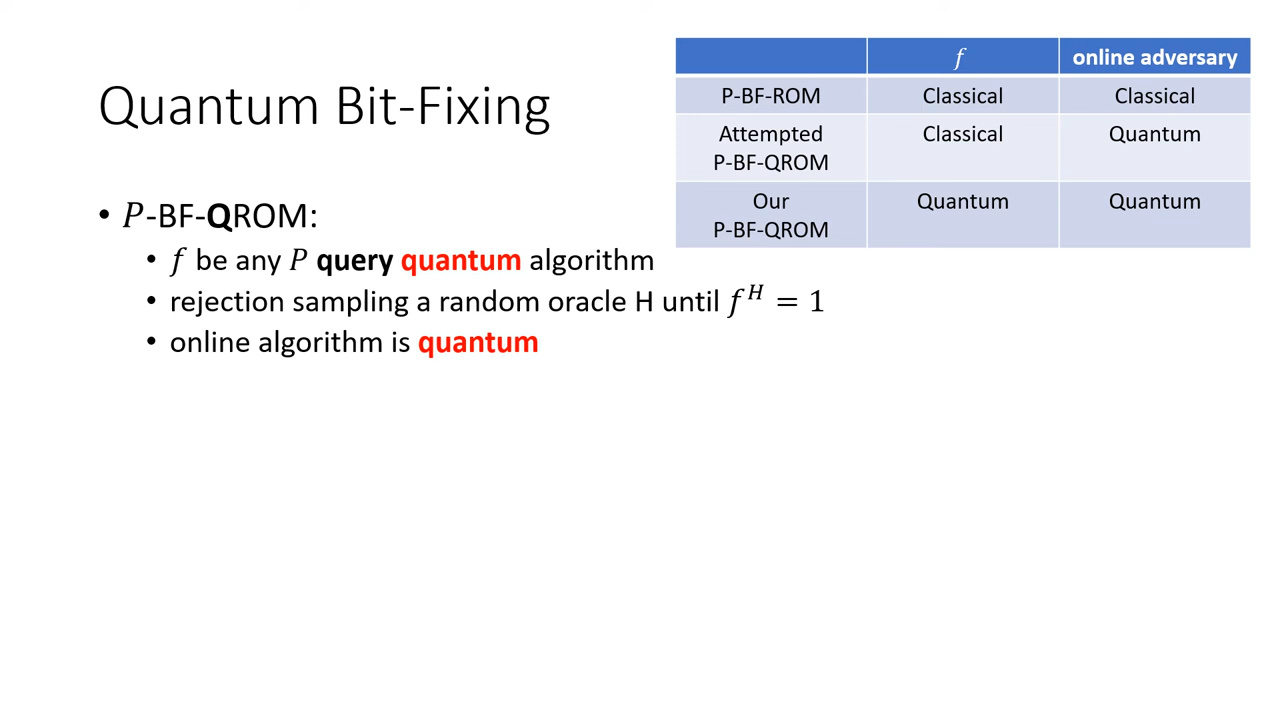 Quantum Bit-Fixing
f online adversary
P-BF-ROM Classical Classical
Attempted P-BF-QROM Classical Quantum
Our P-BF-QROM Quantum Quantum
• P-BF-QROM:
• f be any P query quantum algorithm
• rejection sampling a random oracle H until f^H = 1
• online algorithm is quantum